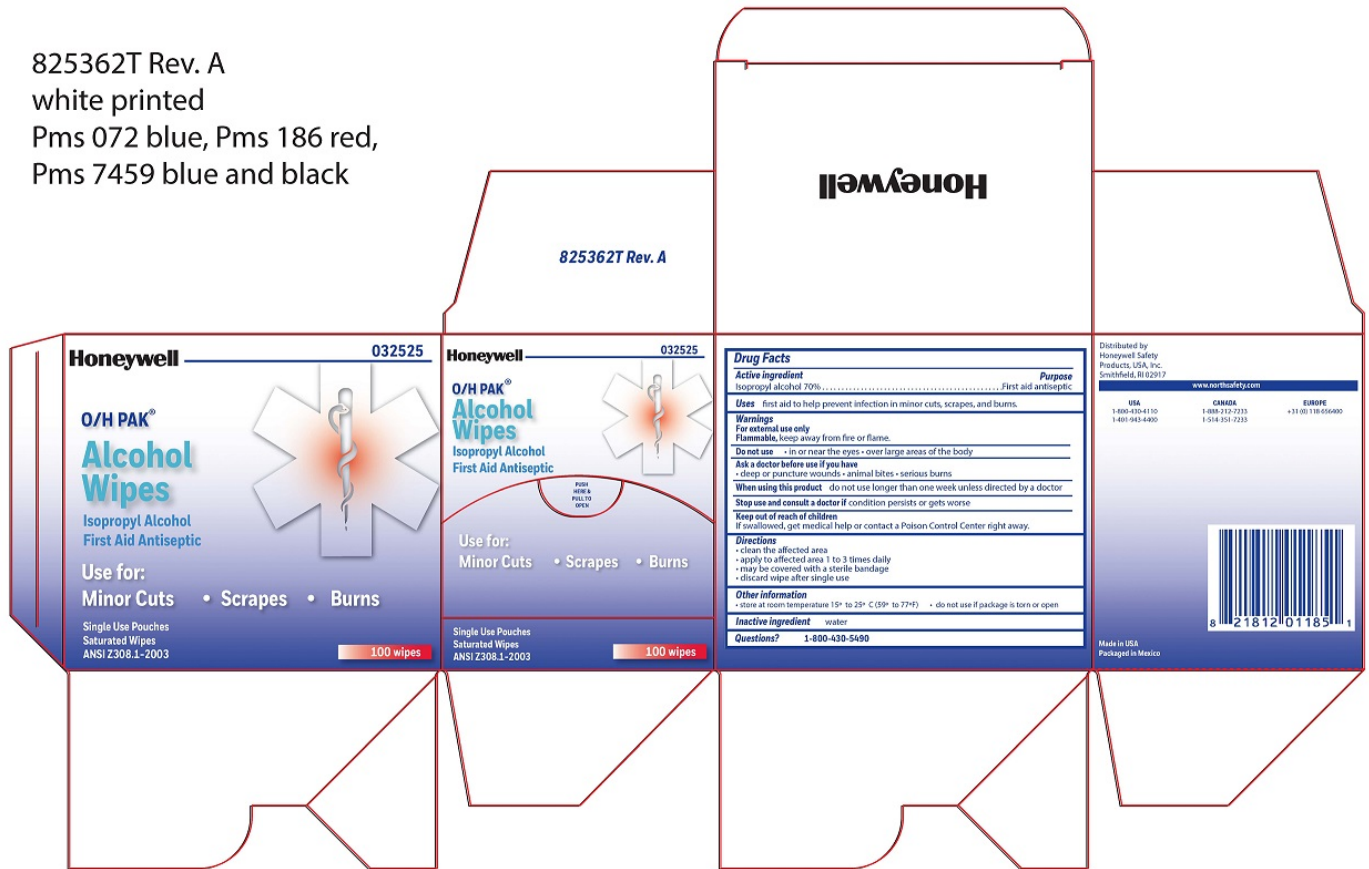 825362T Rev. A
white printed
Pms 072 blue, Pms 186 red,
Pms 7459 blue and black
Honeywell
825362T Rev. A
Honeywell 032525
O/H PAK®
Alcohol
Wipes
Isopropyl Alcohol
First Aid Antiseptic
Use for:
Minor Cuts • Scrapes • Burns
Single Use Pouches
Saturated Wipes
ANSI Z308.1-2003
100 wipes
Honeywell 032525
O/H PAK®
Alcohol
Wipes
Isopropyl Alcohol
First Aid Antiseptic
PUSH
HERE &
PULL TO
OPEN
Use for:
Minor Cuts • Scrapes • Burns
Single Use Pouches
Saturated Wipes
ANSI Z308.1-2003
100 wipes
Drug Facts
Active ingredient Purpose
Isopropyl alcohol 70%..............................................First aid antiseptic
Uses first aid to help prevent infection in minor cuts, scrapes, and burns.
Warnings
For external use only
Flammable, keep away from fire or flame.
Do not use • in or near the eyes • over large areas of the body
Ask a doctor before use if you have
• deep or puncture wounds • animal bites • serious burns
When using this product do not use longer than one week unless directed by a doctor
Stop use and consult a doctor if condition persists or gets worse
Keep out of reach of children
If swallowed, get medical help or contact a Poison Control Center right away.
Directions
• clean the affected area
• apply to affected area 1 to 3 times daily
• may be covered with a sterile bandage
• discard wipe after single use
Other information
• store at room temperature 15° to 25° C (59° to 77°F) • do not use if package is torn or open
Inactive ingredient water
Questions? 1-800-430-5490
Distributed by
Honeywell Safety
Products, USA, Inc.
Smithfield, RI 02917
www.northsafety.com
USA CANADA EUROPE
1-800-430-4110 1-888-212-7233 +31 (0) 118-656400
1-401-943-4400 1-514-351-7233
8 21812 01185 1
Made in USA
Packaged in Mexico